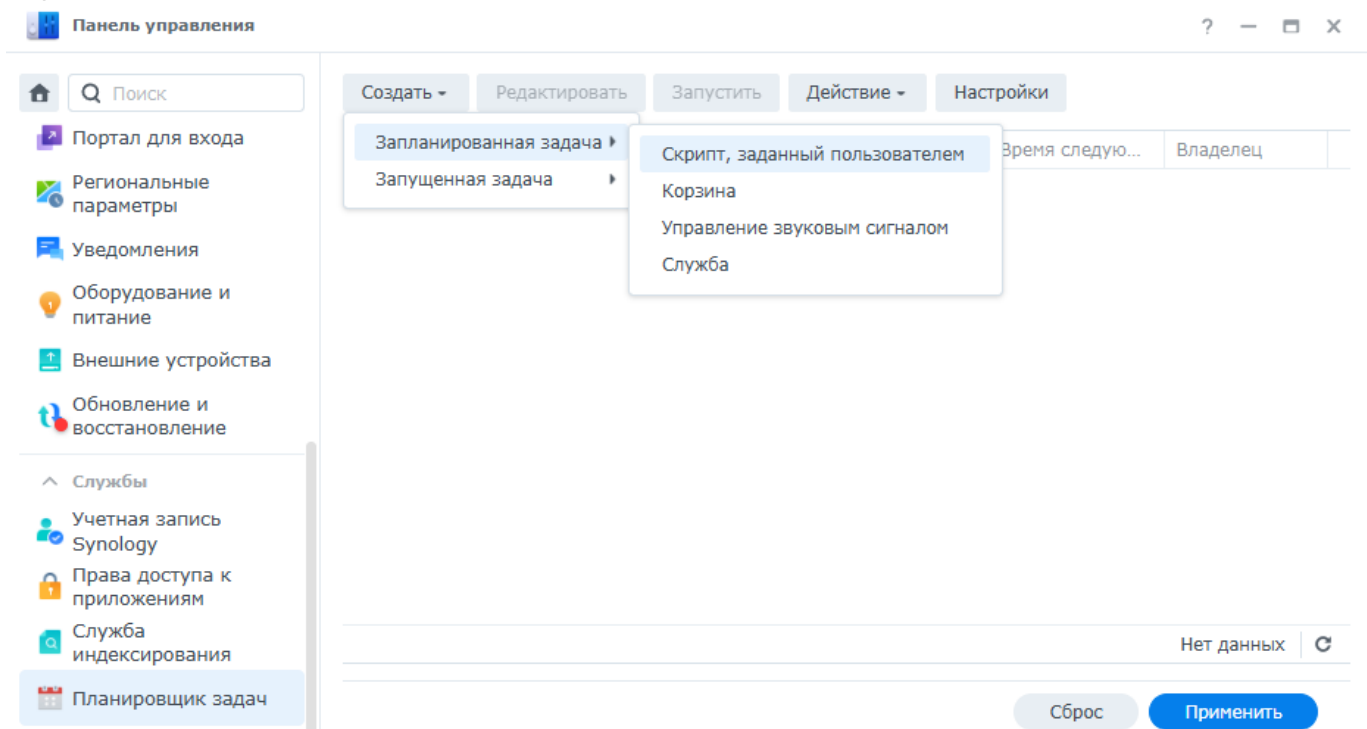 Панель управления
?
Поиск
Портал для входа
Региональные
параметры
Уведомления
Оборудование и
питание
Внешние устройства
Обновление и
восстановление
Службы
Учетная запись
Synology
Права доступа к
приложениям
Служба
индексирования
Планировщик задач
Создать
Редактировать
Запустить
Действие
Настройки
Запланированная задача
Запущенная задача
Скрипт, заданный пользователем
Корзина
Управление звуковым сигналом
Служба
Время следую...
Владелец
Нет данных
Сброс
Применить